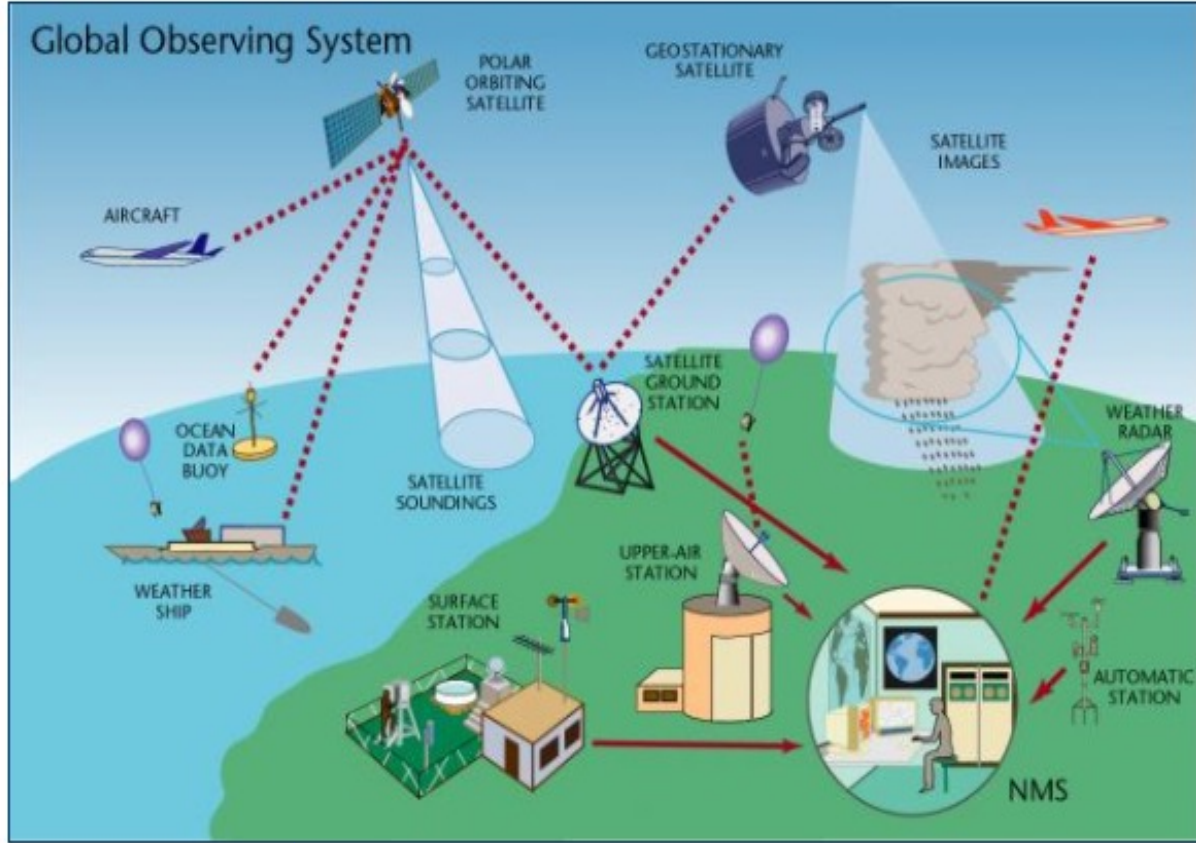 Global Observing System
POLAR
ORBITING
SATELLITE
GEOSTATIONARY
SATELLITE
SATELLITE
IMAGES
AIRCRAFT
SATELLITE
GROUND
STATION
WEATHER
RADAR
OCEAN
DATA
BUOY
SATELLITE
SOUNDINGS
UPPER-AIR
STATION
WEATHER
SHIP
SURFACE
STATION
AUTOMATIC
STATION
NMS